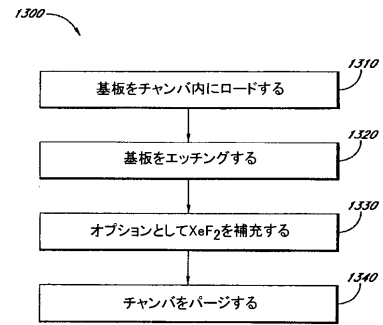 1300
1310
基板をチャンバ内にロードする
1320
基板をエッチングする
1330
オプションとしてXeF₂を補充する
1340
チャンバをパージする